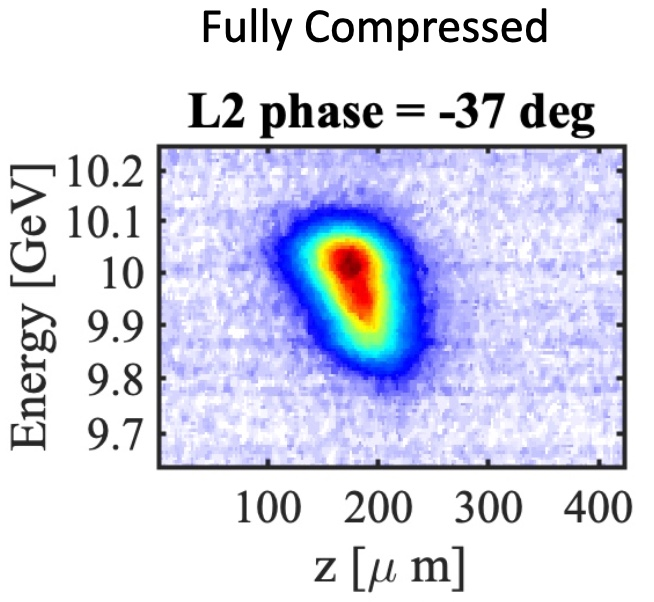 Fully Compressed
L2 phase = -37 deg
Energy [GeV]
10.2
10.1
10
9.9
9.8
9.7
100 200 300 400
z [μ m]